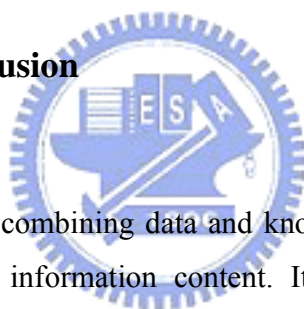 usion
E S
combining data and kno
information content. It